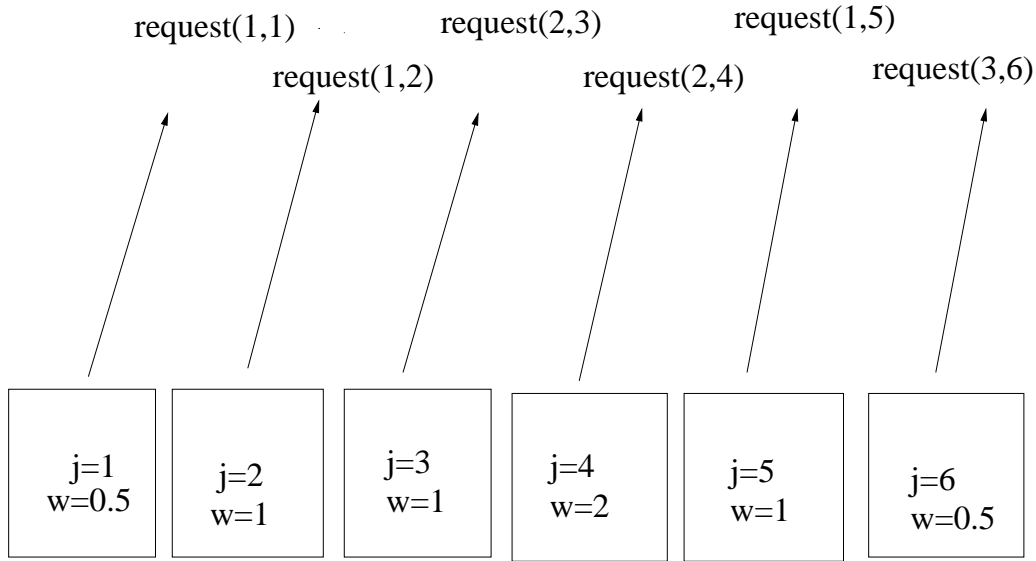 request(1,1)
request(2,3)
request(1,5)
request(1,2)
request(2,4)
request(3,6)
j=1
w=0.5
j=2
w=1
j=3
w=1
j=4
w=2
j=5
w=1
j=6
w=0.5